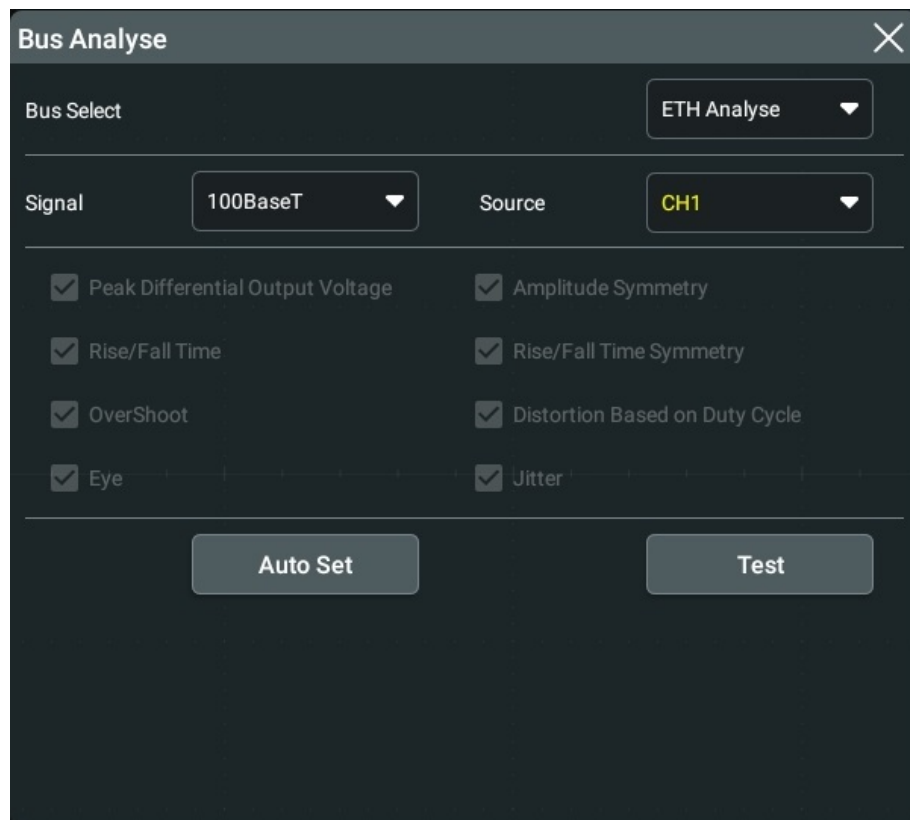 Bus Analyse
Bus Select ETH Analyse
Signal 100BaseT Source CH1
Peak Differential Output Voltage Amplitude Symmetry
Rise/Fall Time Rise/Fall Time Symmetry
OverShoot Distortion Based on Duty Cycle
Eye Jitter
Auto Set Test